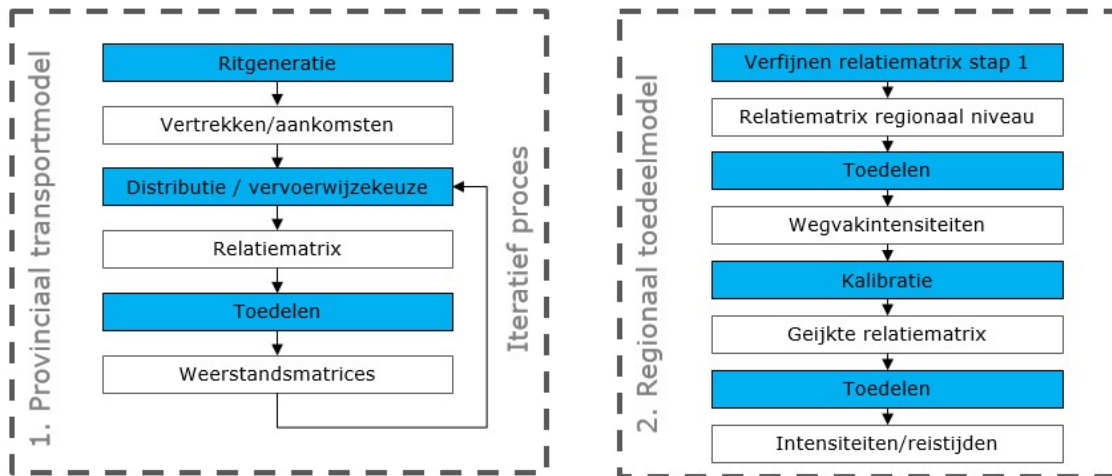 1. Provinciaal transportmodel
Ritgeneratie
Vertrekken/aankomsten
Distributie / vervoerwijzekeuze
Relatiematrix
Toedelen
Weerstandsmatrices
Iteratief proces
2. Regionaal toedeelmodel
Verfijnen relatiematrix stap 1
Relatiematrix regionaal niveau
Toedelen
Wegvakintensiteiten
Kalibratie
Geijkte relatiematrix
Toedelen
Intensiteiten/reistijden